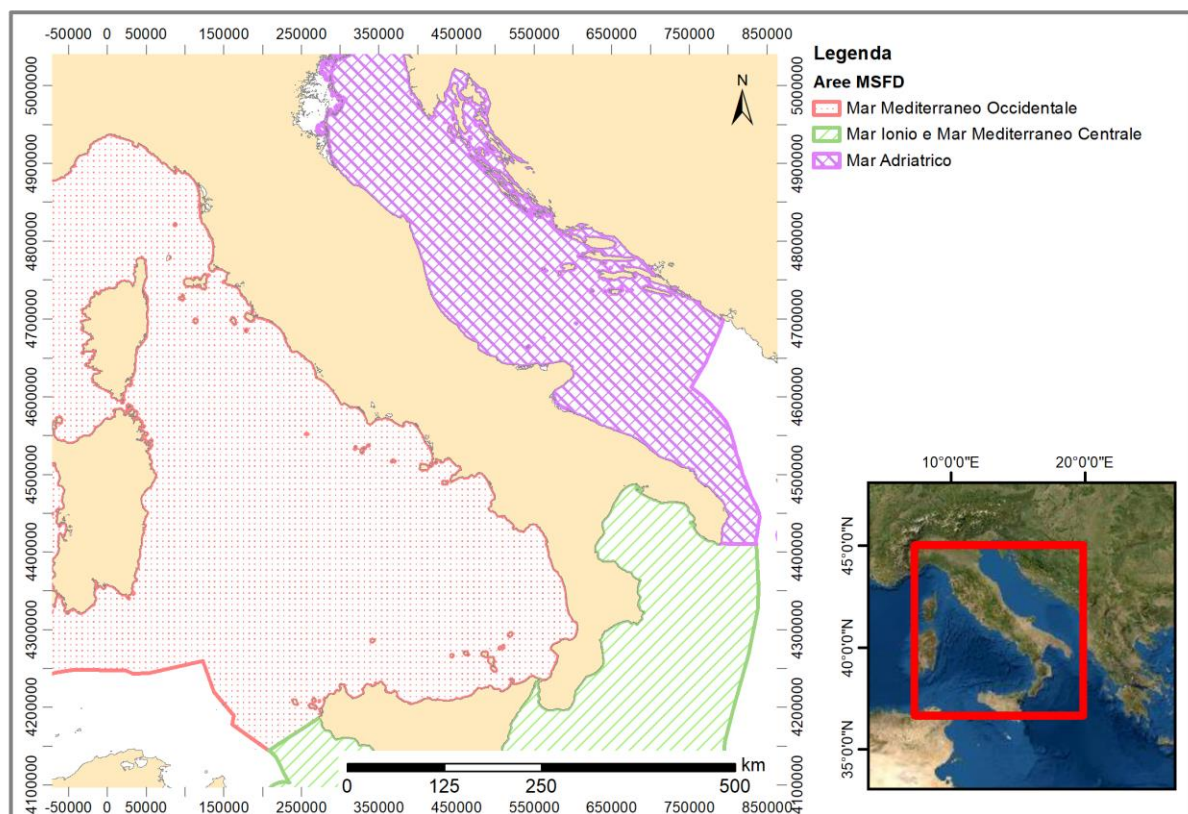 -50000 0 50000 150000 250000 350000 450000 550000 650000 750000 850000
5000000
4900000
4800000
4700000
4600000
4500000
4400000
4300000
4200000
4100000
N
5000000
4900000
4800000
4700000
4600000
4500000
4400000
4300000
4200000
4100000
km
0 125 250 500
-50000 0 50000 150000 250000 350000 450000 550000 650000 750000 850000
Legenda
Aree MSFD
Mar Mediterraneo Occidentale
Mar Ionio e Mar Mediterraneo Centrale
Mar Adriatrico
10°0'0"E 20°0'0"E
45°0'0"N
40°0'0"N
35°0'0"N